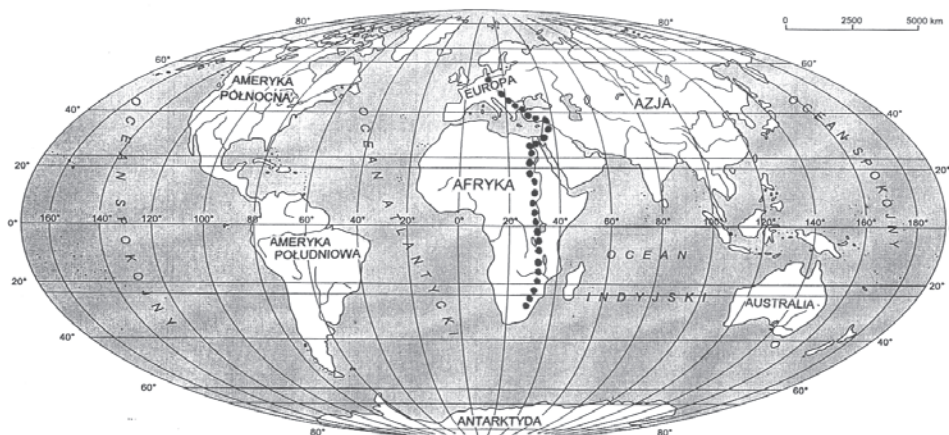 80°
80°
0 2500 5000 km
60°
60°
AMERYKA
PÓŁNOCNA
EUROPA
AZJA
40°
40°
OCEAN SPOKOJNY
OCEAN ATLANTYCKI
OCEAN SPOKOJNY
20°
20°
AFRYKA
0° 160° 140° 120° 100° 80° 60° 40° 20° 0° 20° 40° 60° 80° 100° 120° 140° 160° 180° 0°
AMERYKA
POŁUDNIOWA
OCEAN
INDYJSKI
AUSTRALIA
20°
20°
40°
40°
60°
60°
ANTARKTYDA
80°
80°